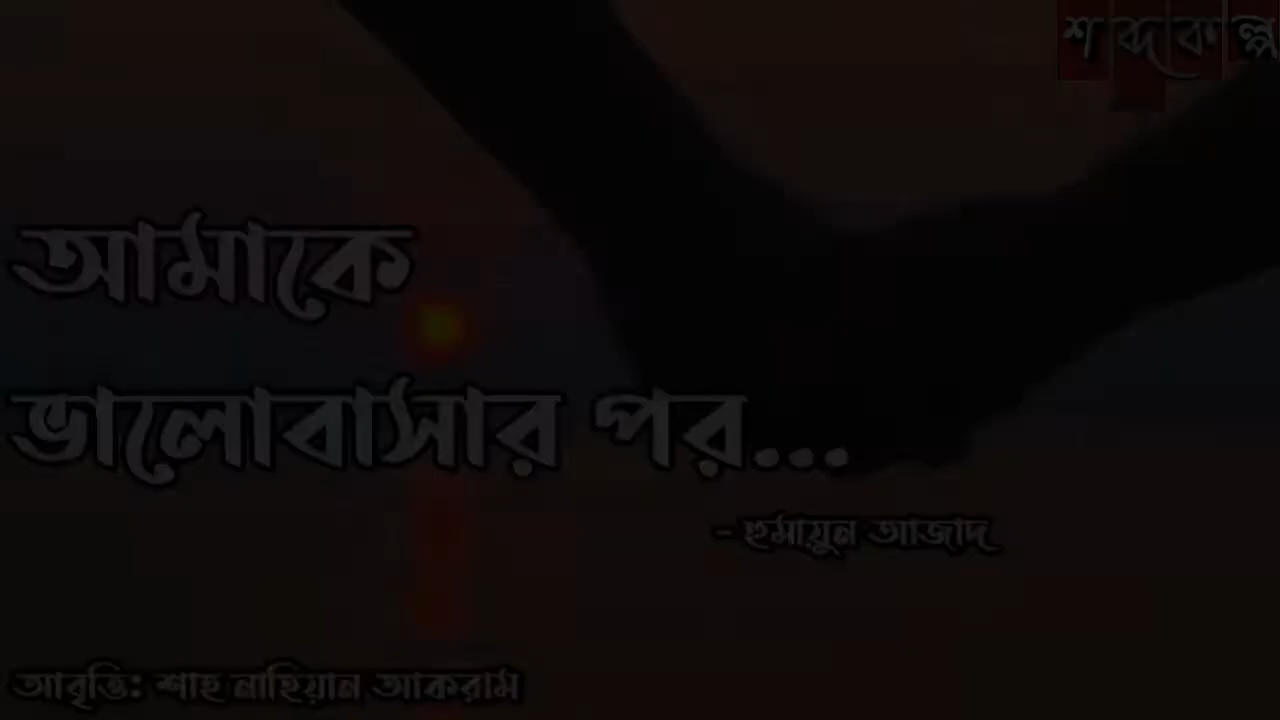 শব্দকল্প
আমাকে
ভালোবাসার পর...
- হুমায়ুন আজাদ
আবৃত্তি: শাহ নাহিয়ান আকরাম